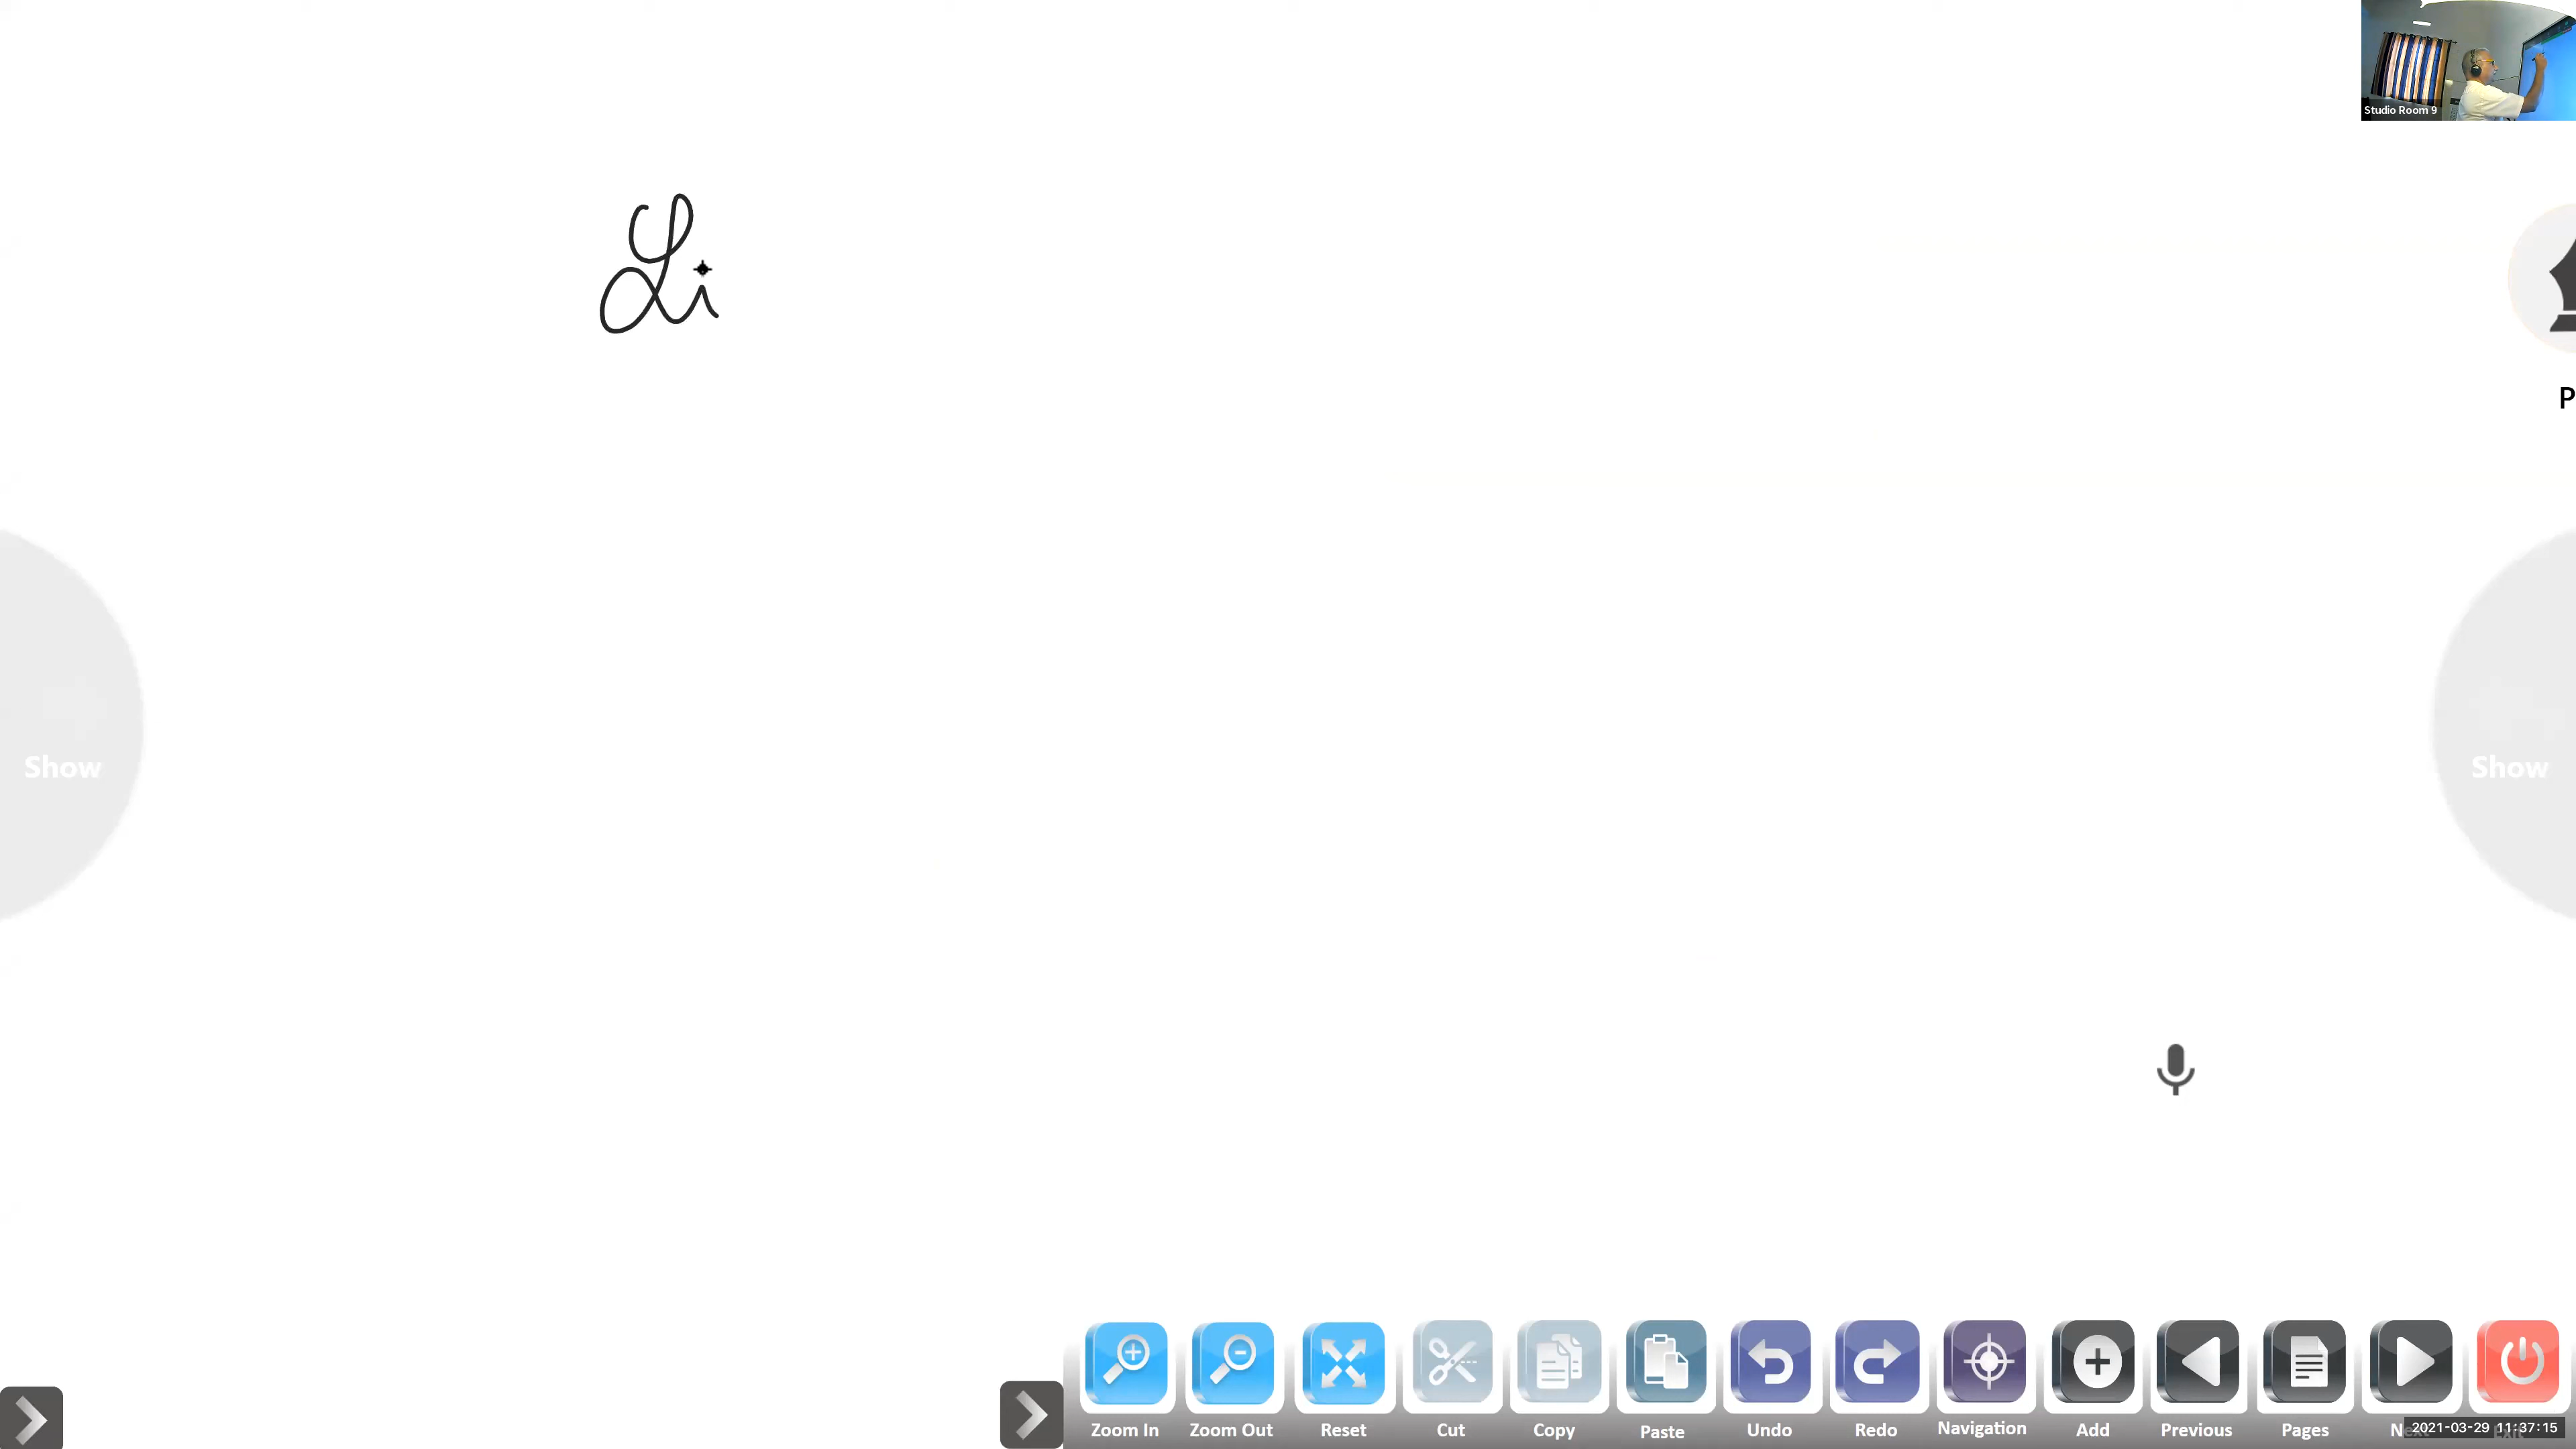 Studio Room 9
Li
P
Show
Show
Zoom In Zoom Out Reset Cut Copy Paste Undo Redo Navigation Add Previous Pages
2021-03-29 11:37:15